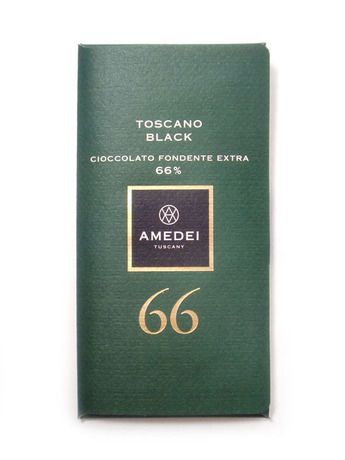 TOSCANO
BLACK
CIOCCOLATO FONDENTE EXTRA
66%
AMEDEI
TUSCANY
66